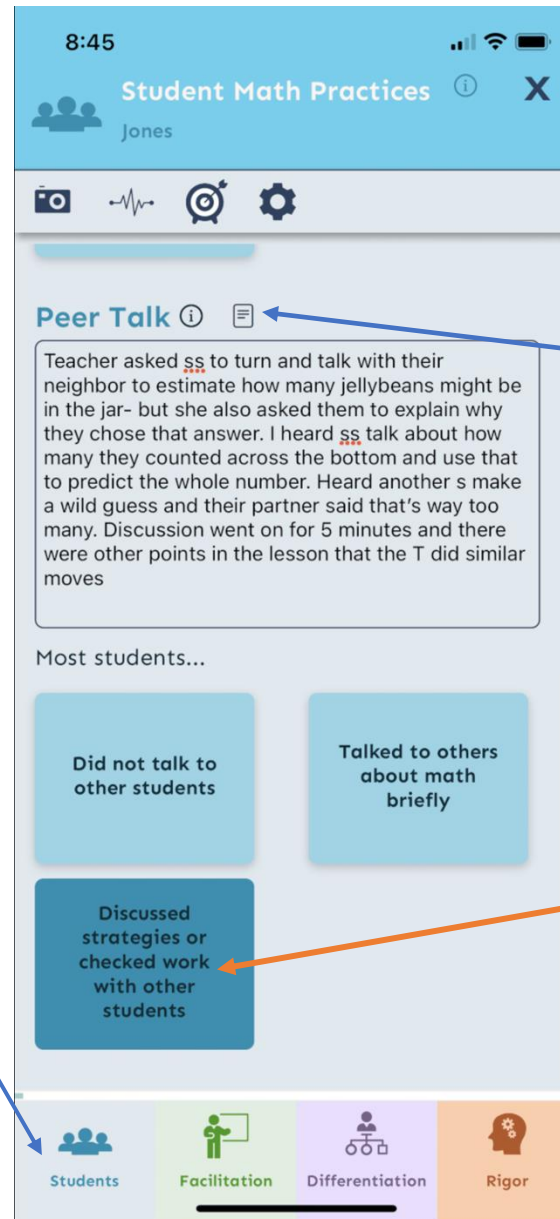 8:45
Student Math Practices
Jones
Peer Talk
Teacher asked ss to turn and talk with their
neighbor to estimate how many jellybeans might be
in the jar- but she also asked them to explain why
they chose that answer. I heard ss talk about how
many they counted across the bottom and use that
to predict the whole number. Heard another s make
a wild guess and their partner said that's way too
many. Discussion went on for 5 minutes and there
were other points in the lesson that the T did similar
moves
Most students...
Did not talk to
other students
Talked to others
about math
briefly
Discussed
strategies or
checked work
with other
students
Students
Facilitation
Differentiation
Rigor